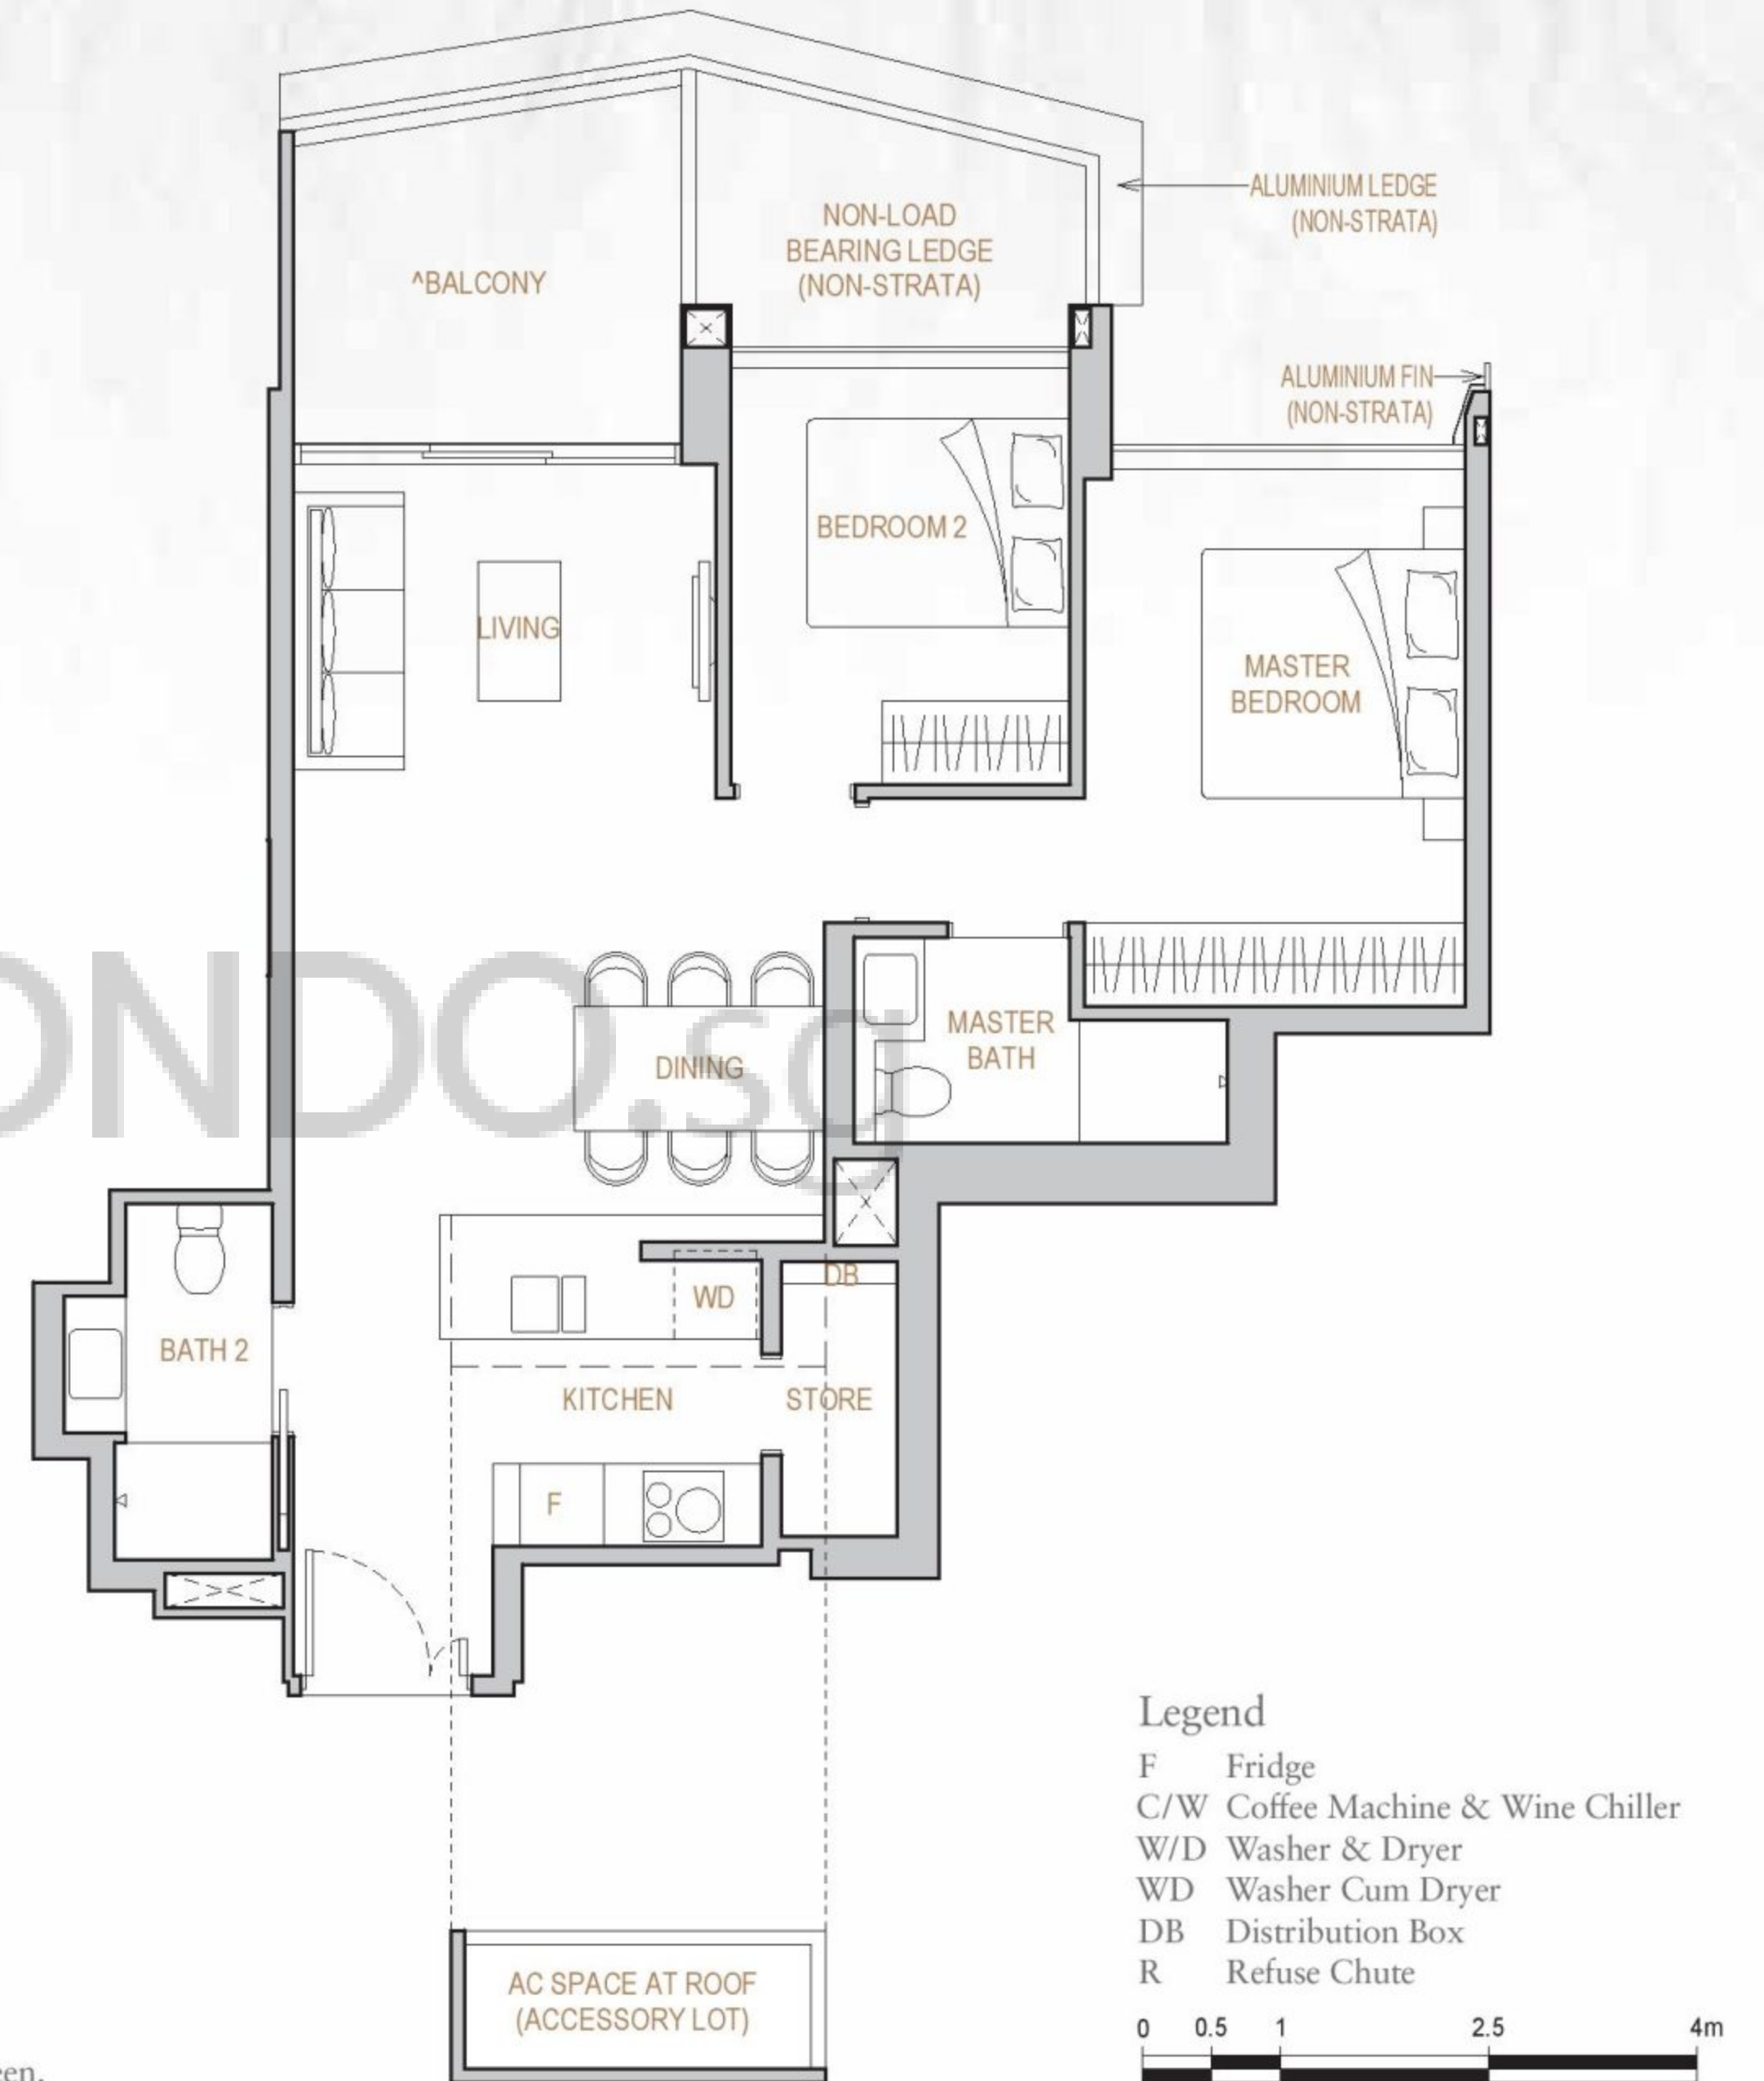 ALUMINIUM LEDGE
(NON-STRATA)
NON-LOAD
BEARING LEDGE
(NON-STRATA)
^BALCONY
ALUMINIUM FIN
(NON-STRATA)
BEDROOM 2
LIVING
MASTER
BEDROOM
ONDO.sg
MASTER
BATH
DINING
DB
WD
BATH 2
KITCHEN
STORE
F
Legend
F Fridge
C/W Coffee Machine & Wine Chiller
W/D Washer & Dryer
WD Washer Cum Dryer
DB Distribution Box
R Refuse Chute
AC SPACE AT ROOF
(ACCESSORY LOT)
0 0.5 1 2.5 4m